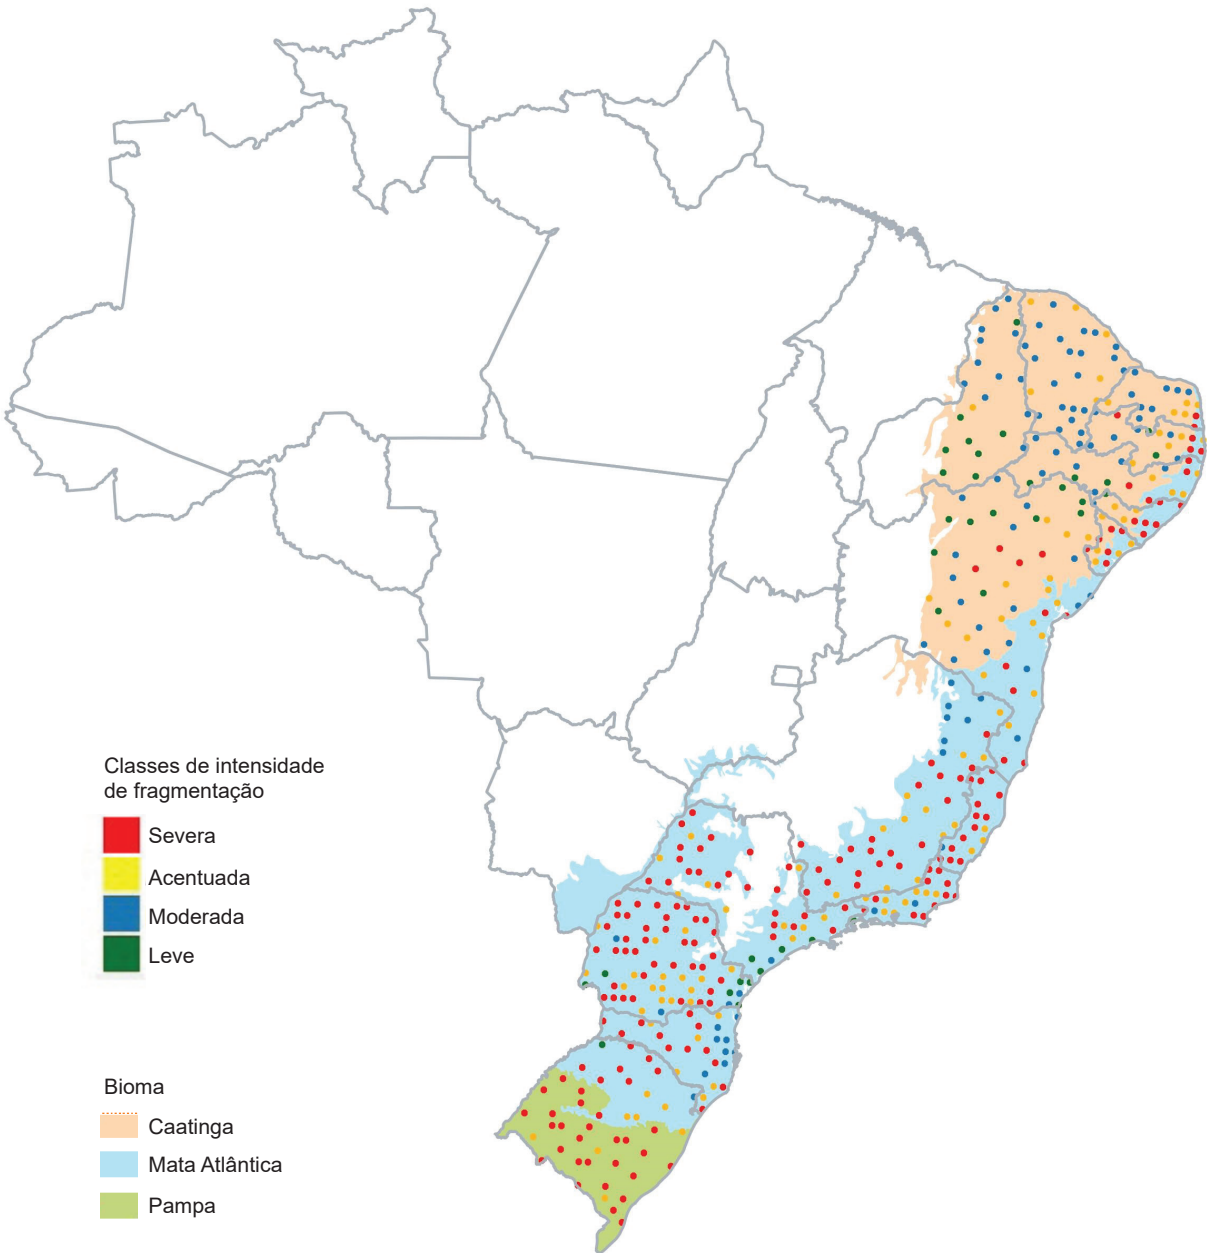 Classes de intensidade
de fragmentação
Severa
Acentuada
Moderada
Leve
Bioma
Caatinga
Mata Atlântica
Pampa